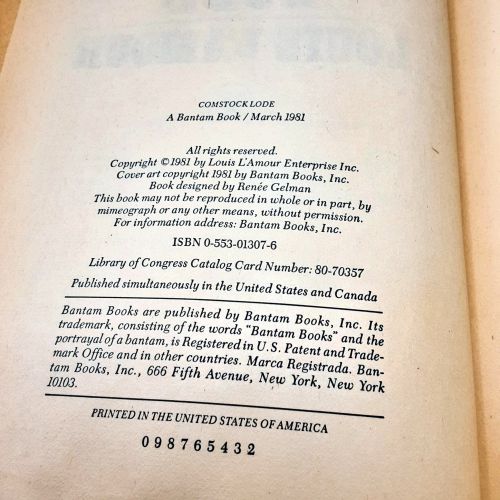 COMSTOCK LODE
A Bantam Book / March 1981
All rights reserved.
Copyright © 1981 by Louis L'Amour Enterprise Inc.
Cover art copyright 1981 by Bantam Books, Inc.
Book designed by Renée Gelman
This book may not be reproduced in whole or in part, by
mimeograph or any other means, without permission.
For information address: Bantam Books, Inc.
ISBN 0-553-01307-6
Library of Congress Catalog Card Number: 80-70357
Published simultaneously in the United States and Canada
Bantam Books are published by Bantam Books, Inc. Its
trademark, consisting of the words "Bantam Books" and the
portrayal of a bantam, is Registered in U.S. Patent and Trade-
mark Office and in other countries. Marca Registrada. Ban-
tam Books, Inc., 666 Fifth Avenue, New York, New York
10103.
PRINTED IN THE UNITED STATES OF AMERICA
0 9 8 7 6 5 4 3 2